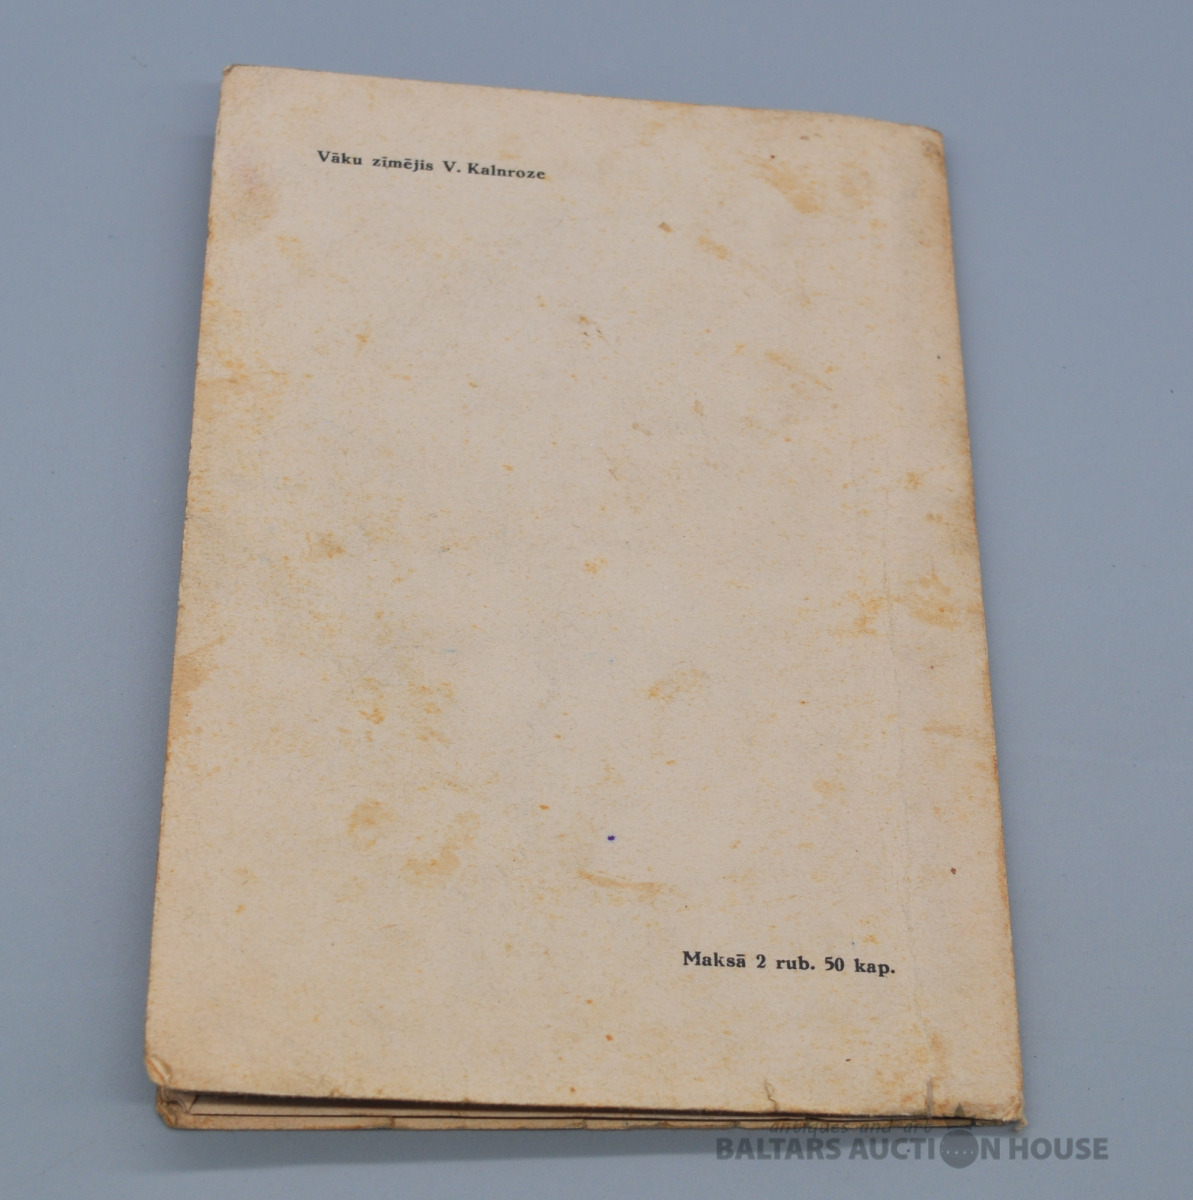 Vāku zīmējis V. Kalnroze
Maksā 2 rub. 50 kap.
antiques and art
BALTARS AUCTION HOUSE